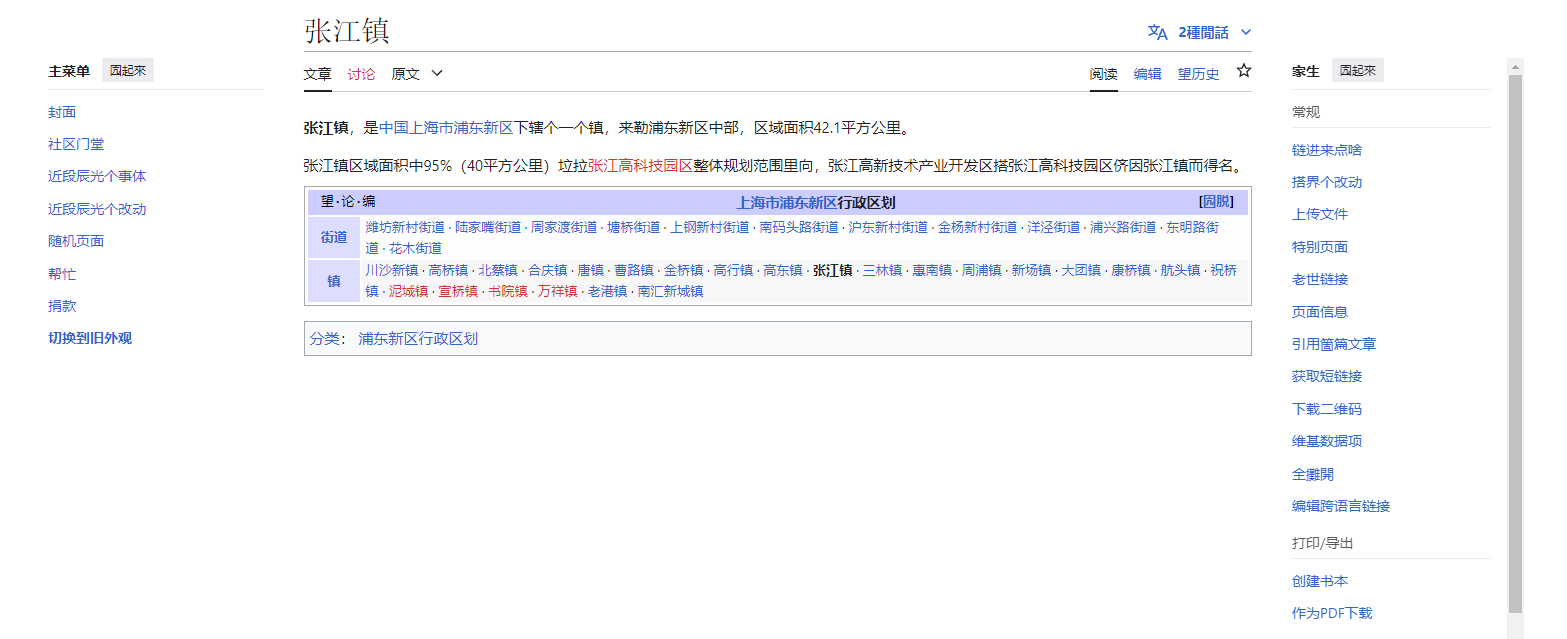 张江镇
2種閒話
主菜单 囥起來
文章 讨论 原文
阅读 编辑 望历史
封面
社区门堂
近段辰光个事体
近段辰光个改动
随机页面
帮忙
捐款
切换到旧外观
张江镇，是中国上海市浦东新区下辖个一个镇，来勒浦东新区中部，区域面积42.1平方公里。
张江镇区域面积中95%（40平方公里）垃拉张江高科技园区整体规划范围里向，张江高新技术产业开发区搭张江高科技园区侪因张江镇而得名。
望·论·编 上海市浦东新区行政区划 [囥脱]
街道 潍坊新村街道 · 陆家嘴街道 · 周家渡街道 · 塘桥街道 · 上钢新村街道 · 南码头路街道 · 沪东新村街道 · 金杨新村街道 · 洋泾街道 · 浦兴路街道 · 东明路街
道 · 花木街道
镇 川沙新镇 · 高桥镇 · 北蔡镇 · 合庆镇 · 唐镇 · 曹路镇 · 金桥镇 · 高行镇 · 高东镇 · 张江镇 · 三林镇 · 惠南镇 · 周浦镇 · 新场镇 · 大团镇 · 康桥镇 · 航头镇 · 祝桥
镇 · 泥城镇 · 宣桥镇 · 书院镇 · 万祥镇 · 老港镇 · 南汇新城镇
分类： 浦东新区行政区划
家生 囥起來
常规
链进来点啥
搭界个改动
上传文件
特别页面
老世链接
页面信息
引用箇篇文章
获取短链接
下载二维码
维基数据项
全攤開
编辑跨语言链接
打印/导出
创建书本
作为PDF下载